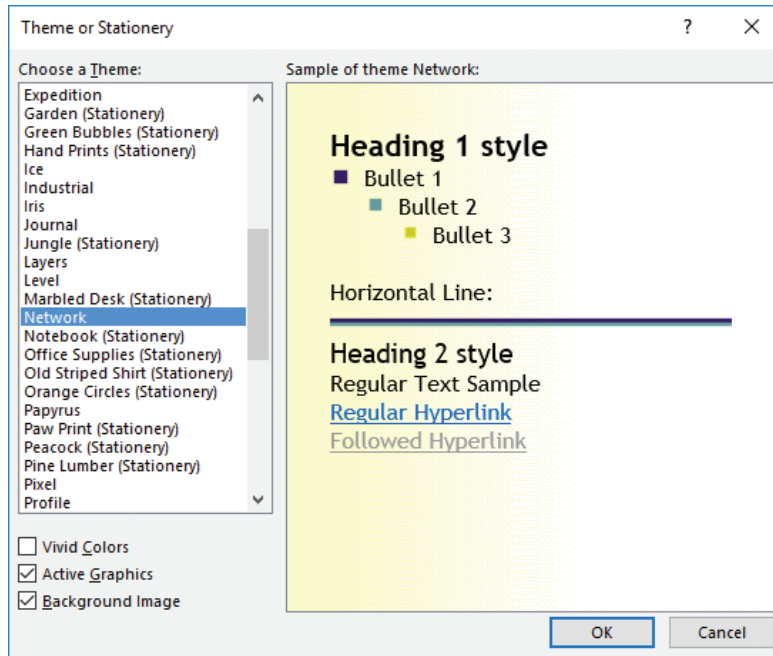 Theme or Stationery
?
Choose a Theme:
Expedition
Garden (Stationery)
Green Bubbles (Stationery)
Hand Prints (Stationery)
Ice
Industrial
Iris
Journal
Jungle (Stationery)
Layers
Level
Marbled Desk (Stationery)
Network
Notebook (Stationery)
Office Supplies (Stationery)
Old Striped Shirt (Stationery)
Orange Circles (Stationery)
Papyrus
Paw Print (Stationery)
Peacock (Stationery)
Pine Lumber (Stationery)
Pixel
Profile
Vivid Colors
Active Graphics
Background Image
Sample of theme Network:
Heading 1 style
Bullet 1
Bullet 2
Bullet 3
Horizontal Line:
Heading 2 style
Regular Text Sample
Regular Hyperlink
Followed Hyperlink
OK
Cancel